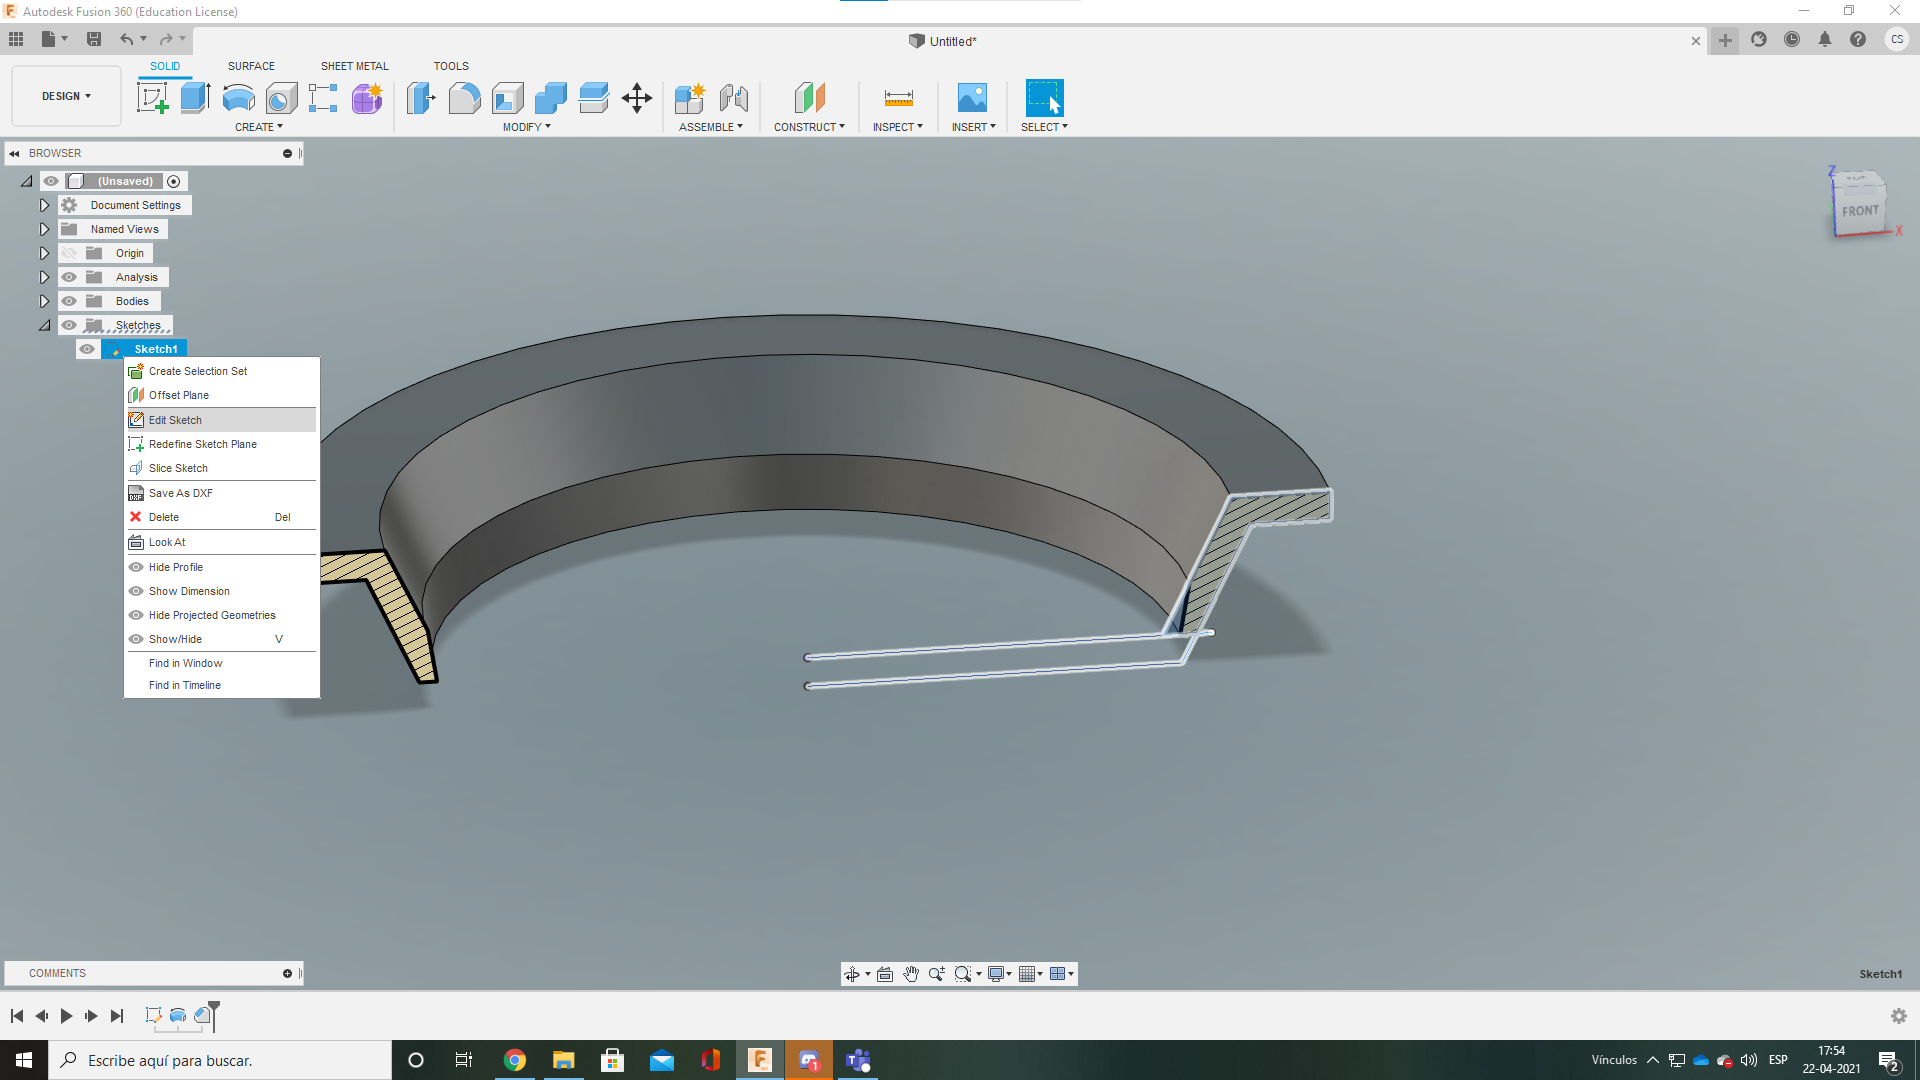 Autodesk Fusion 360 (Education License)
Untitled*
CS
SOLID SURFACE SHEET METAL TOOLS
DESIGN
CREATE MODIFY ASSEMBLE CONSTRUCT INSPECT INSERT SELECT
BROWSER
(Unsaved)
Document Settings
Named Views
Origin
Analysis
Bodies
Sketches
Sketch1
Create Selection Set
Offset Plane
Edit Sketch
Redefine Sketch Plane
Slice Sketch
DXF Save As DXF
Delete Del
Look At
Hide Profile
Show Dimension
Hide Projected Geometries
Show/Hide V
Find in Window
Find in Timeline
Z
TOP
FRONT
X
COMMENTS
Sketch1
Escribe aquí para buscar.
1
Vínculos
ESP
17:54
22-04-2021
2